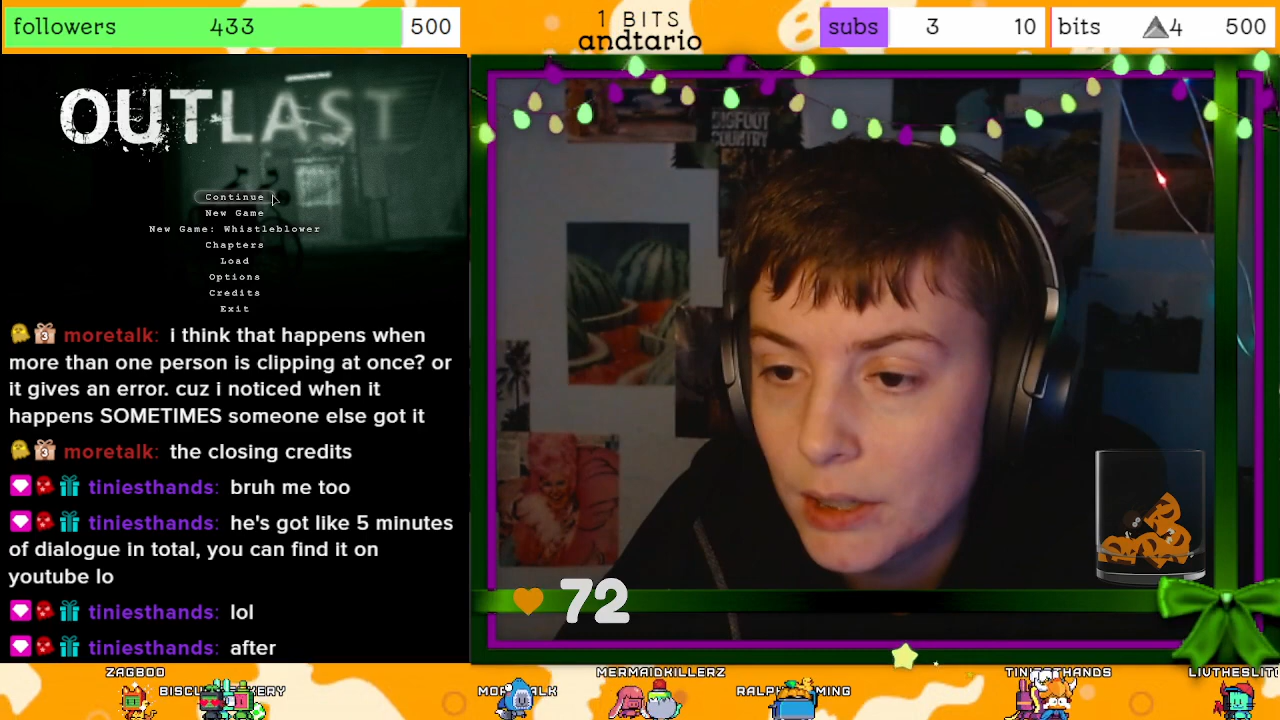 followers 433 500
1 BITS
andtario
subs 3 10
bits 4 500
OUTLAST
Continue
New Game
New Game: Whistleblower
Chapters
Load
Options
Credits
Exit
BIGFOOT
COUNTRY
3 moretalk: i think that happens when
more than one person is clipping at once? or
it gives an error. cuz i noticed when it
happens SOMETIMES someone else got it
3 moretalk: the closing credits
tiniesthands: bruh me too
tiniesthands: he's got like 5 minutes
of dialogue in total, you can find it on
youtube lo
tiniesthands: lol
tiniesthands: after
72
ZAGBOO
MERMAIDKILLERZ